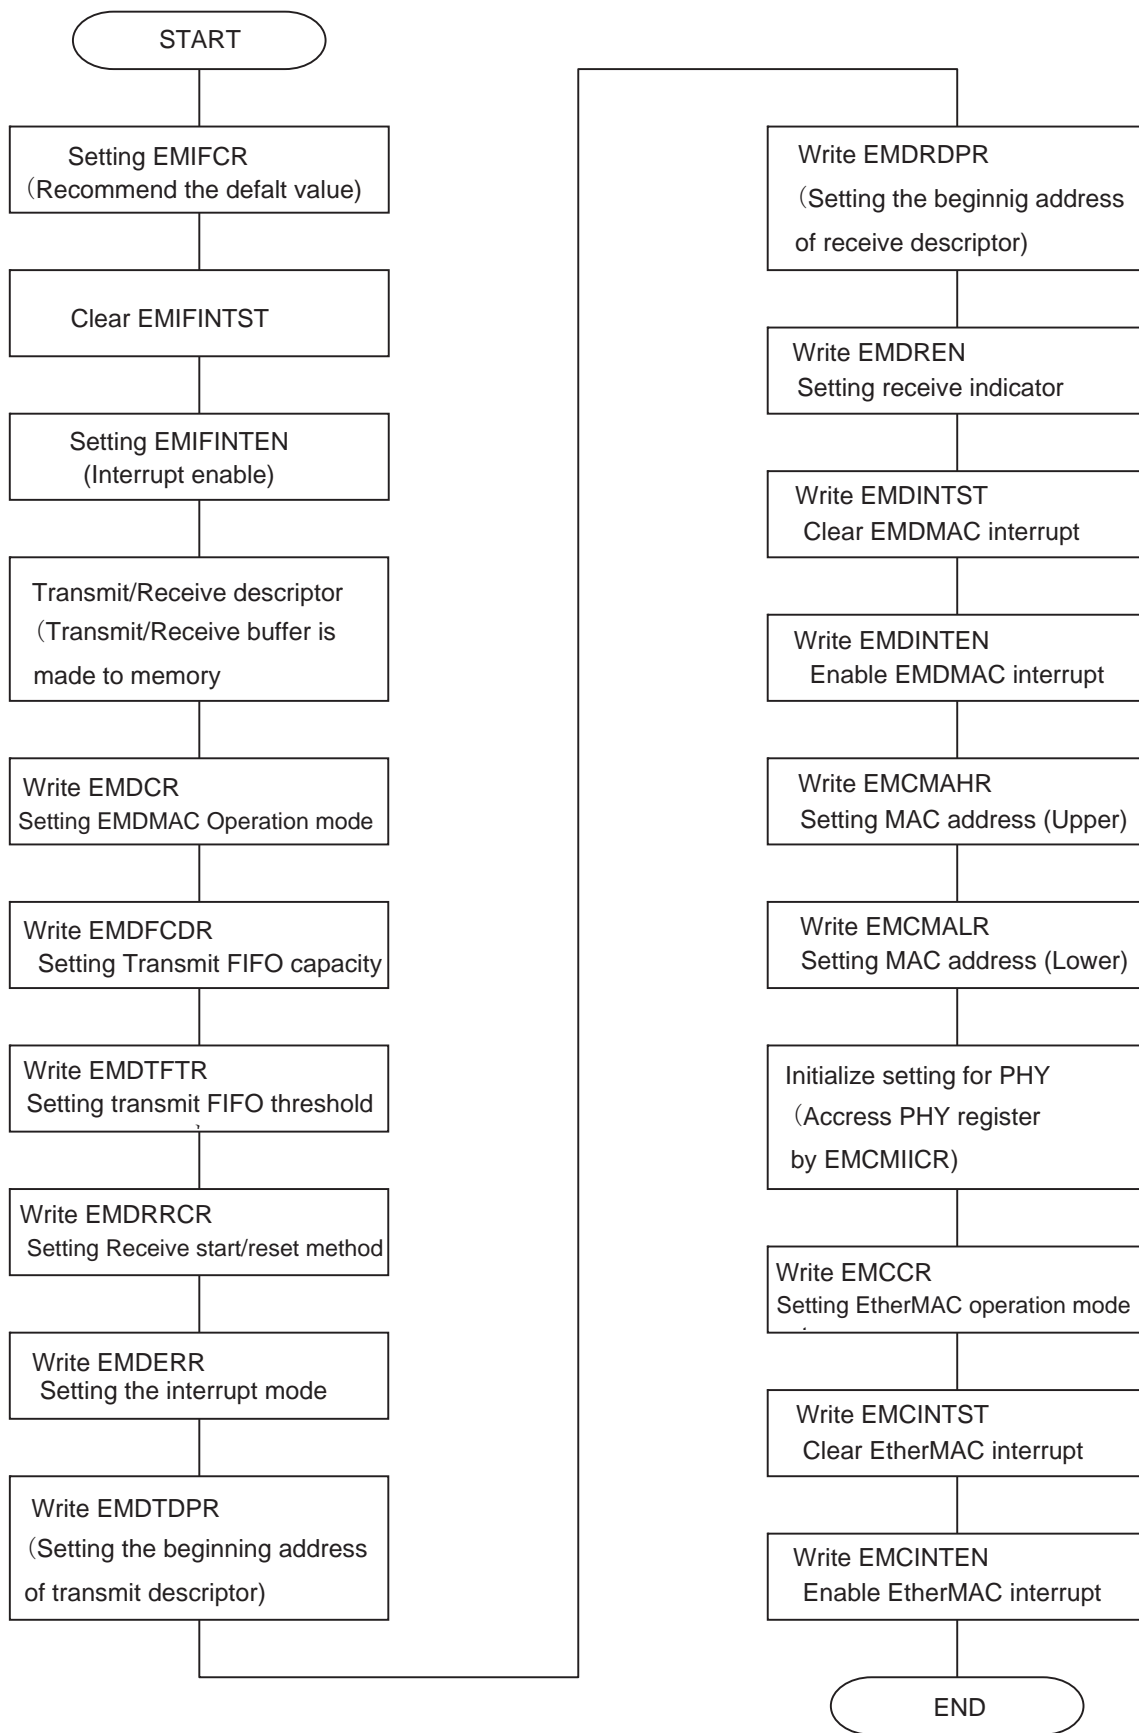 START
Setting EMIFCR
（Recommend the defalt value)
Clear EMIFINTST
Setting EMIFINTEN
(Interrupt enable)
Transmit/Receive descriptor
（Transmit/Receive buffer is
made to memory
Write EMDCR
Setting EMDMAC Operation mode
Write EMDFCDR
Setting Transmit FIFO capacity
Write EMDTFTR
Setting transmit FIFO threshold
Write EMDRRCR
Setting Receive start/reset method
Write EMDERR
Setting the interrupt mode
Write EMDTDPR
（Setting the beginning address
of transmit descriptor)
Write EMDRDPR
（Setting the beginnig address
of receive descriptor)
Write EMDREN
Setting receive indicator
Write EMDINTST
Clear EMDMAC interrupt
Write EMDINTEN
Enable EMDMAC interrupt
Write EMCMAHR
Setting MAC address (Upper)
Write EMCMALR
Setting MAC address (Lower)
Initialize setting for PHY
（Accress PHY register
by EMCMIICR)
Write EMCCR
Setting EtherMAC operation mode
Write EMCINTST
Clear EtherMAC interrupt
Write EMCINTEN
Enable EtherMAC interrupt
END